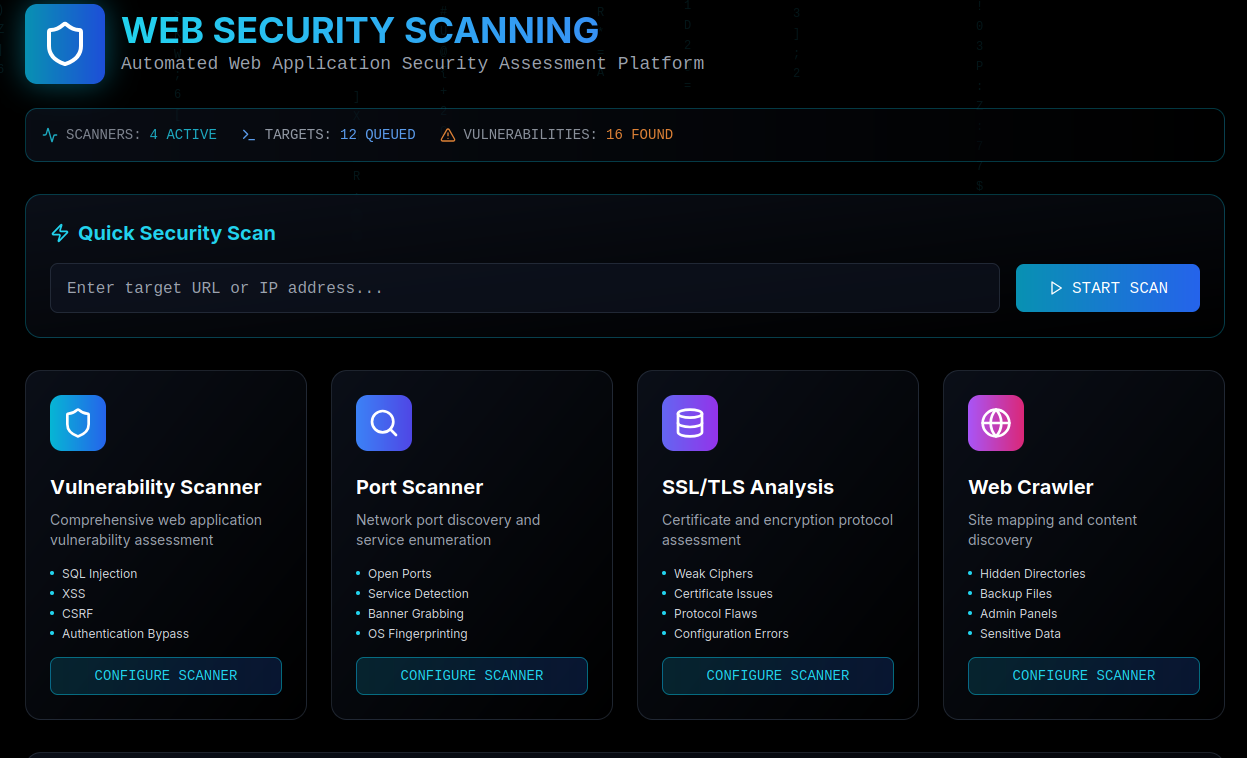 WEB SECURITY SCANNING
Automated Web Application Security Assessment Platform
SCANNERS: 4 ACTIVE
TARGETS: 12 QUEUED
VULNERABILITIES: 16 FOUND
Quick Security Scan
Enter target URL or IP address...
START SCAN
Vulnerability Scanner
Comprehensive web application
vulnerability assessment
SQL Injection
XSS
CSRF
Authentication Bypass
CONFIGURE SCANNER
Port Scanner
Network port discovery and
service enumeration
Open Ports
Service Detection
Banner Grabbing
OS Fingerprinting
CONFIGURE SCANNER
SSL/TLS Analysis
Certificate and encryption protocol
assessment
Weak Ciphers
Certificate Issues
Protocol Flaws
Configuration Errors
CONFIGURE SCANNER
Web Crawler
Site mapping and content
discovery
Hidden Directories
Backup Files
Admin Panels
Sensitive Data
CONFIGURE SCANNER